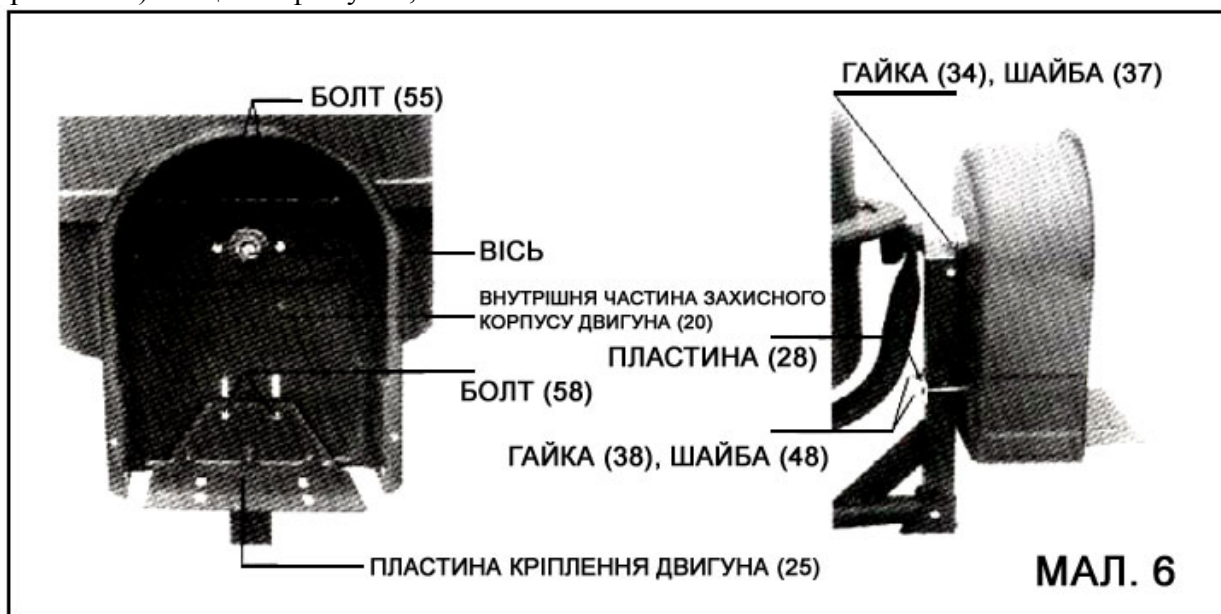 БОЛТ (55)
ВІСЬ
ВНУТРІШНЯ ЧАСТИНА ЗАХИСНОГО
КОРПУСУ ДВИГУНА (20)
БОЛТ (58)
ПЛАСТИНА КРІПЛЕННЯ ДВИГУНА (25)
ГАЙКА (34), ШАЙБА (37)
ПЛАСТИНА (28)
ГАЙКА (38), ШАЙБА (48)
МАЛ. 6